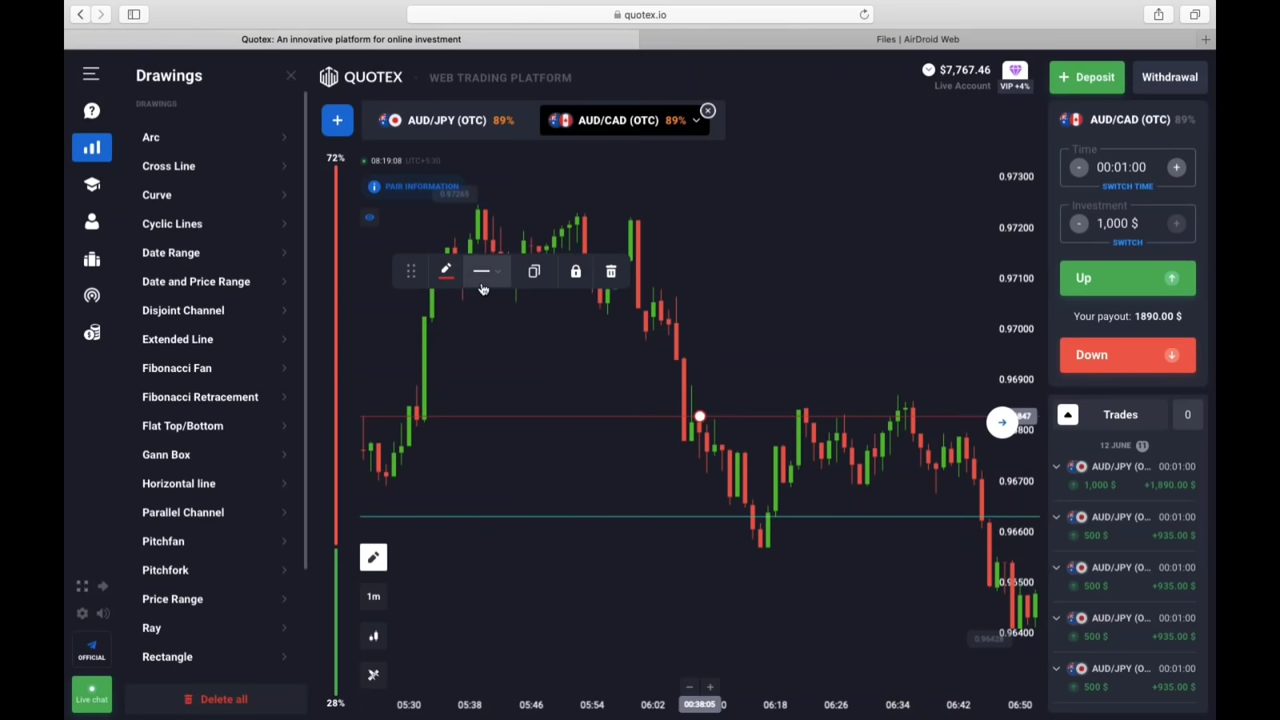 quotex.io
Quotex: An innovative platform for online investment
Files | AirDroid Web
Drawings
DRAWINGS
Arc
Cross Line
Curve
Cyclic Lines
Date Range
Date and Price Range
Disjoint Channel
Extended Line
Fibonacci Fan
Fibonacci Retracement
Flat Top/Bottom
Gann Box
Horizontal line
Parallel Channel
Pitchfan
Pitchfork
Price Range
Ray
Rectangle
Delete all
OFFICIAL
Live chat
QUOTEX
WEB TRADING PLATFORM
$7,767.46
Live Account
VIP +4%
+ Deposit
Withdrawal
+
AUD/JPY (OTC) 89%
AUD/CAD (OTC) 89%
72%
08:19:08 UTC+5:30
PAIR INFORMATION
0.97265
0.97300
0.97200
0.97100
0.97000
0.96900
0.96700
0.96600
0.96500
0.96400
1m
28%
05:30
05:38
05:46
05:54
06:02
00:38:05
06:18
06:26
06:34
06:42
06:50
AUD/CAD (OTC) 89%
Time
- 00:01:00 +
SWITCH TIME
Investment
- 1,000 $ +
SWITCH
Up
Your payout: 1890.00 $
Down
Trades 0
12 JUNE 11
AUD/JPY (O... 00:01:00
1,000 $ +1,890.00 $
AUD/JPY (O... 00:01:00
500 $ +935.00 $
AUD/JPY (O... 00:01:00
500 $ +935.00 $
AUD/JPY (O... 00:01:00
500 $ +935.00 $
AUD/JPY (O... 00:01:00
500 $ +935.00 $